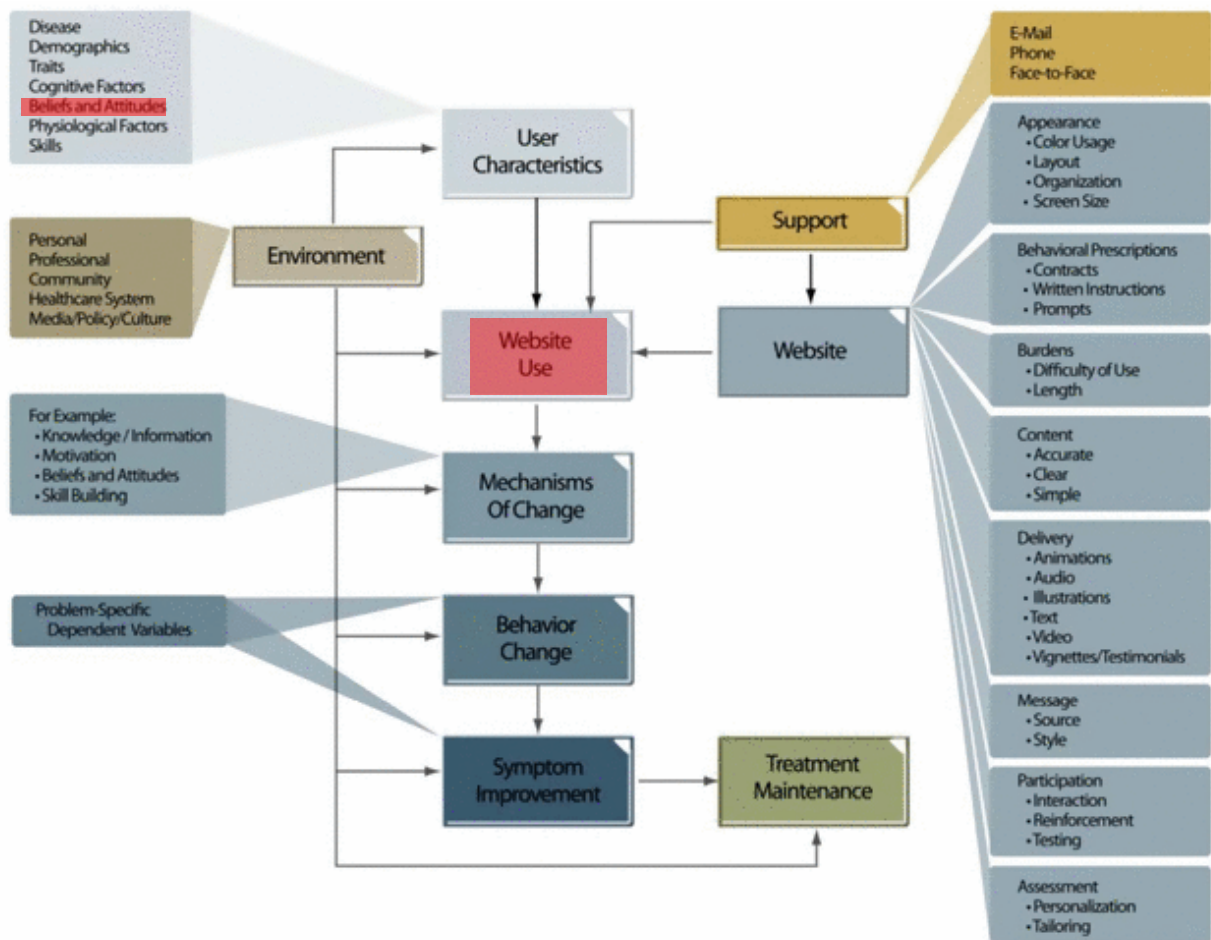 Disease
Demographics
Traits
Cognitive Factors
Beliefs and Attitudes
Physiological Factors
Skills
User
Characteristics
E-Mail
Phone
Face-to-Face
Support
Personal
Professional
Community
Healthcare System
Media/Policy/Culture
Environment
Website
Use
Website
Appearance
• Color Usage
• Layout
• Organization
• Screen Size
Behavioral Prescriptions
• Contracts
• Written Instructions
• Prompts
Burdens
• Difficulty of Use
• Length
Content
• Accurate
• Clear
• Simple
Delivery
• Animations
• Audio
• Illustrations
• Text
• Video
• Vignettes/Testimonials
Message
• Source
• Style
Participation
• Interaction
• Reinforcement
• Testing
Assessment
• Personalization
• Tailoring
For Example:
• Knowledge / Information
• Motivation
• Beliefs and Attitudes
• Skill Building
Mechanisms
Of Change
Problem-Specific
Dependent Variables
Behavior
Change
Symptom
Improvement
Treatment
Maintenance